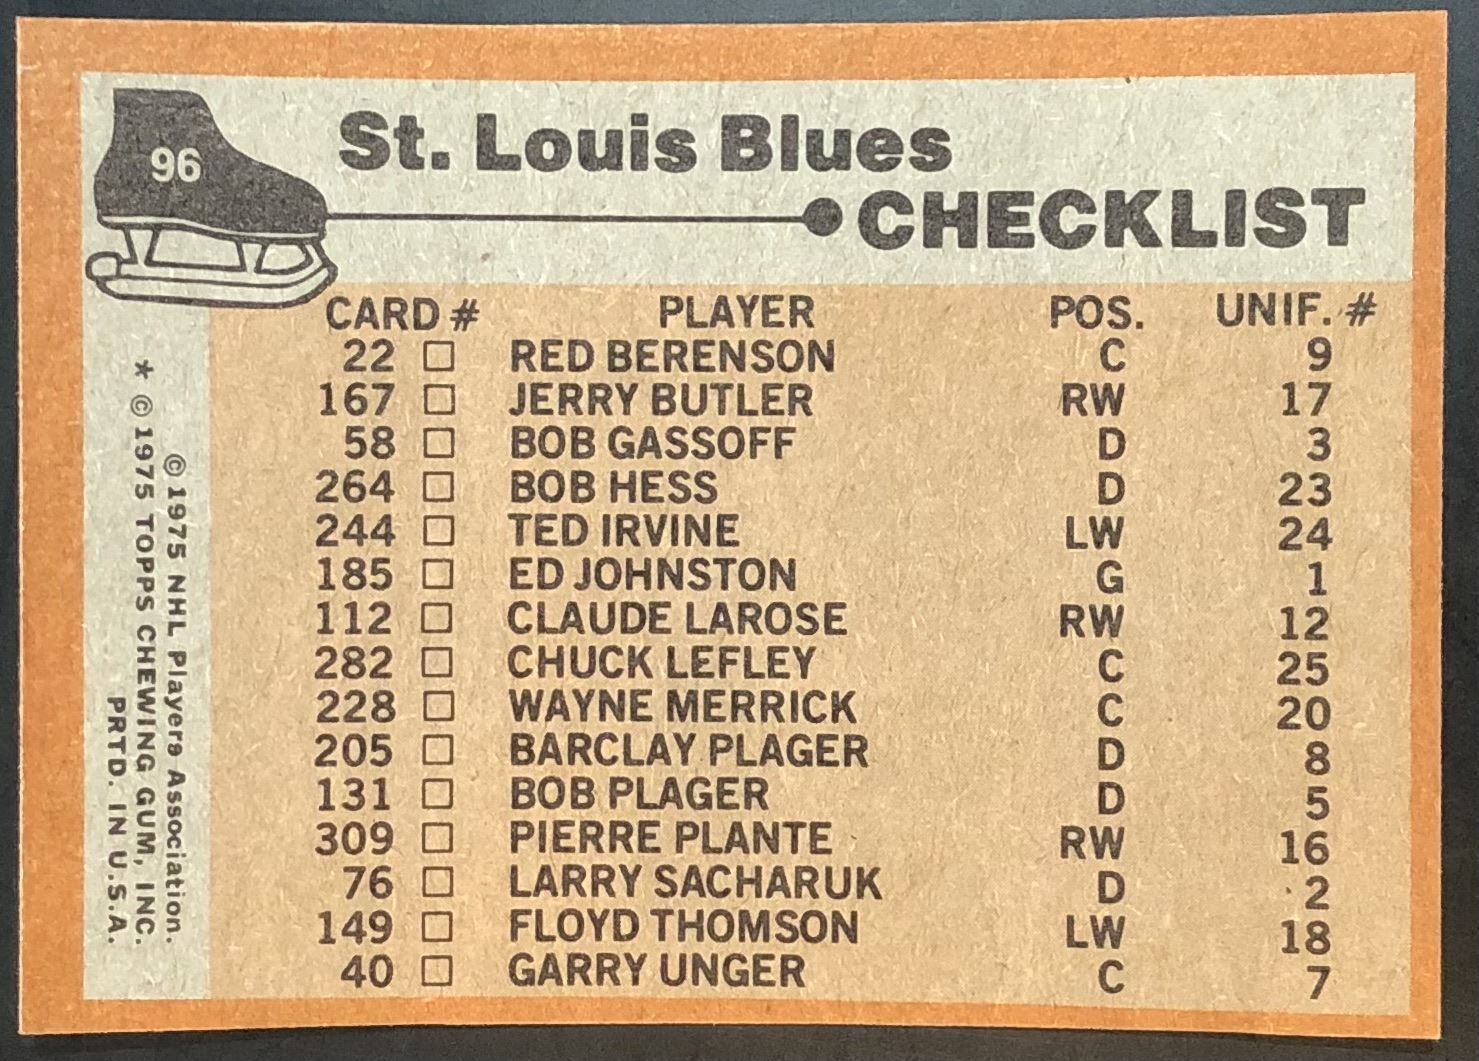 96
St. Louis Blues
CHECKLIST
CARD # PLAYER POS. UNIF. #
22 □ RED BERENSON C 9
167 □ JERRY BUTLER RW 17
58 □ BOB GASSOFF D 3
264 □ BOB HESS D 23
244 □ TED IRVINE LW 24
185 □ ED JOHNSTON G 1
112 □ CLAUDE LAROSE RW 12
282 □ CHUCK LEFLEY C 25
228 □ WAYNE MERRICK C 20
205 □ BARCLAY PLAGER D 8
131 □ BOB PLAGER D 5
309 □ PIERRE PLANTE RW 16
76 □ LARRY SACHARUK D 2
149 □ FLOYD THOMSON LW 18
40 □ GARRY UNGER C 7
© 1975 NHL Players Association.
* © 1975 TOPPS CHEWING GUM, INC.
PRTD. IN U.S.A.